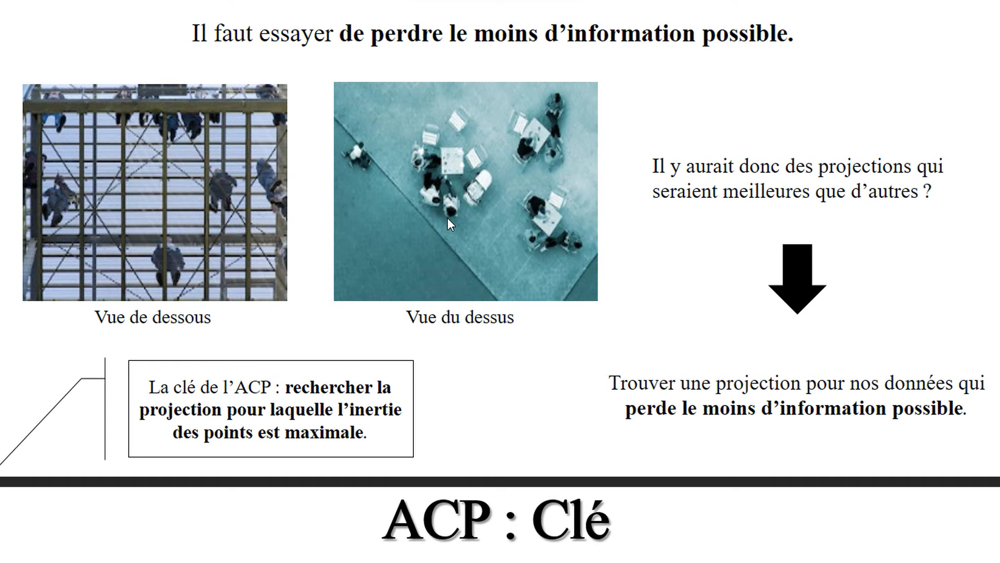 Il faut essayer de perdre le moins d’information possible.
Vue de dessous
Vue du dessus
Il y aurait donc des projections qui
seraient meilleures que d’autres ?
Trouver une projection pour nos données qui
perde le moins d’information possible.
La clé de l’ACP : rechercher la
projection pour laquelle l’inertie
des points est maximale.
ACP : Clé